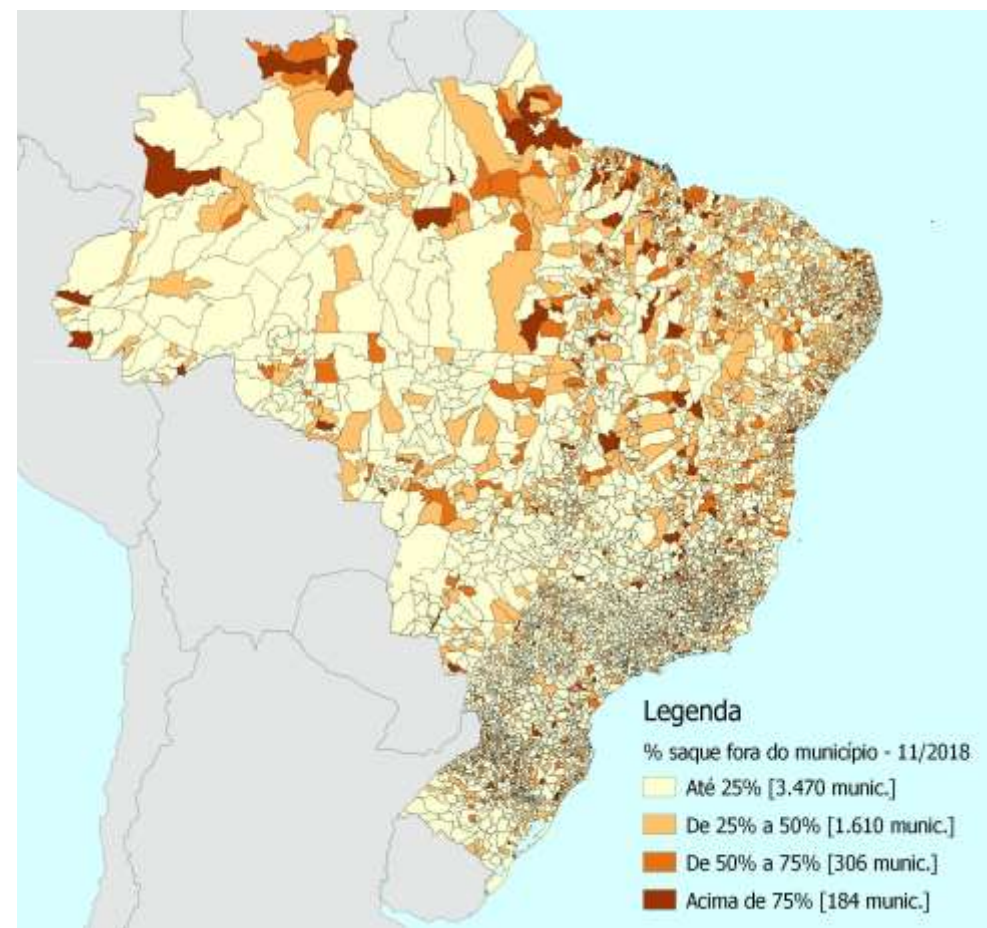 Legenda
% saque fora do município - 11/2018
Até 25% [3.470 munic.]
De 25% a 50% [1.610 munic.]
De 50% a 75% [306 munic.]
Acima de 75% [184 munic.]